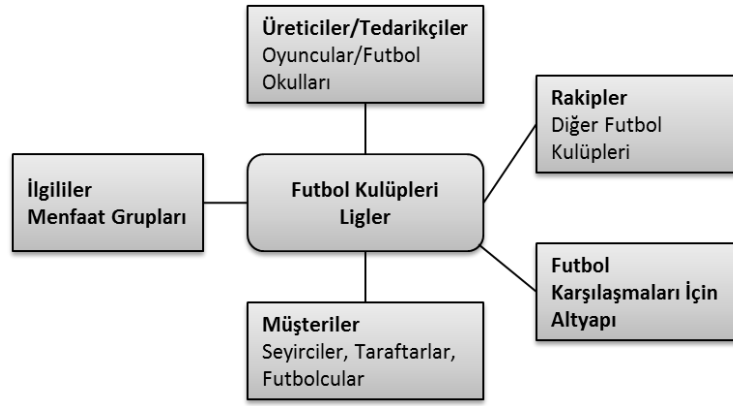 Üreticiler/Tedarikçiler
Oyuncular/Futbol
Okulları
Rakipler
Diğer Futbol
Kulüpleri
İlgililer
Menfaat Grupları
Futbol Kulüpleri
Ligler
Futbol
Karşılaşmaları İçin
Altyapı
Müşteriler
Seyirciler, Taraftarlar,
Futbolcular